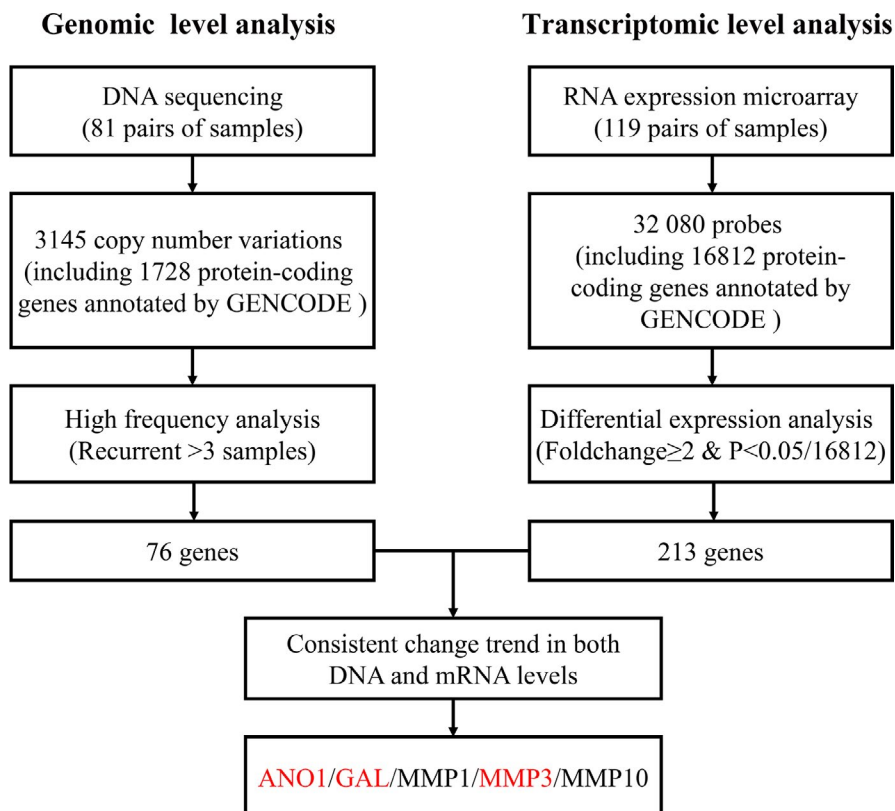 Genomic level analysis
DNA sequencing
(81 pairs of samples)
3145 copy number variations
(including 1728 protein-coding
genes annotated by GENCODE )
High frequency analysis
(Recurrent >3 samples)
76 genes
Transcriptomic level analysis
RNA expression microarray
(119 pairs of samples)
32 080 probes
(including 16812 protein-
coding genes annotated by
GENCODE )
Differential expression analysis
(Foldchange≥2 & P<0.05/16812)
213 genes
Consistent change trend in both
DNA and mRNA levels
ANO1/GAL/MMP1/MMP3/MMP10